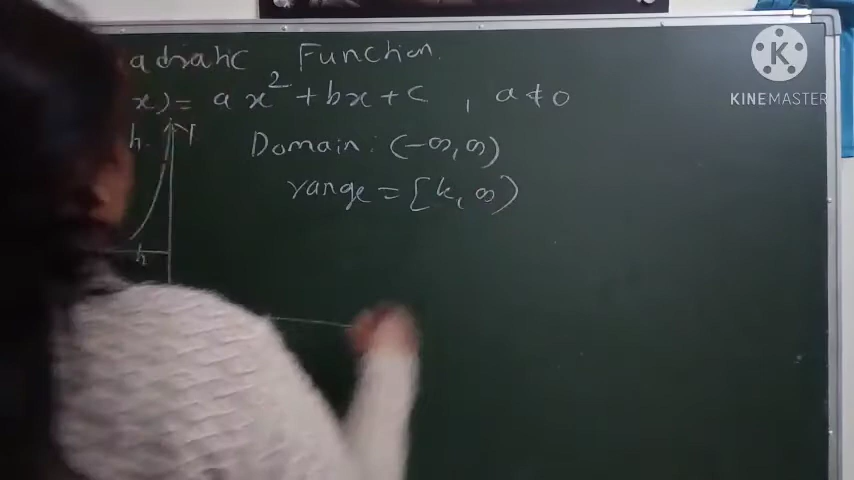 adratic Function.
x) = ax² + bx + c , a ≠ 0
h. Y
Domain : (-∞, ∞)
range = [k, ∞)
h
K
KINEMASTER